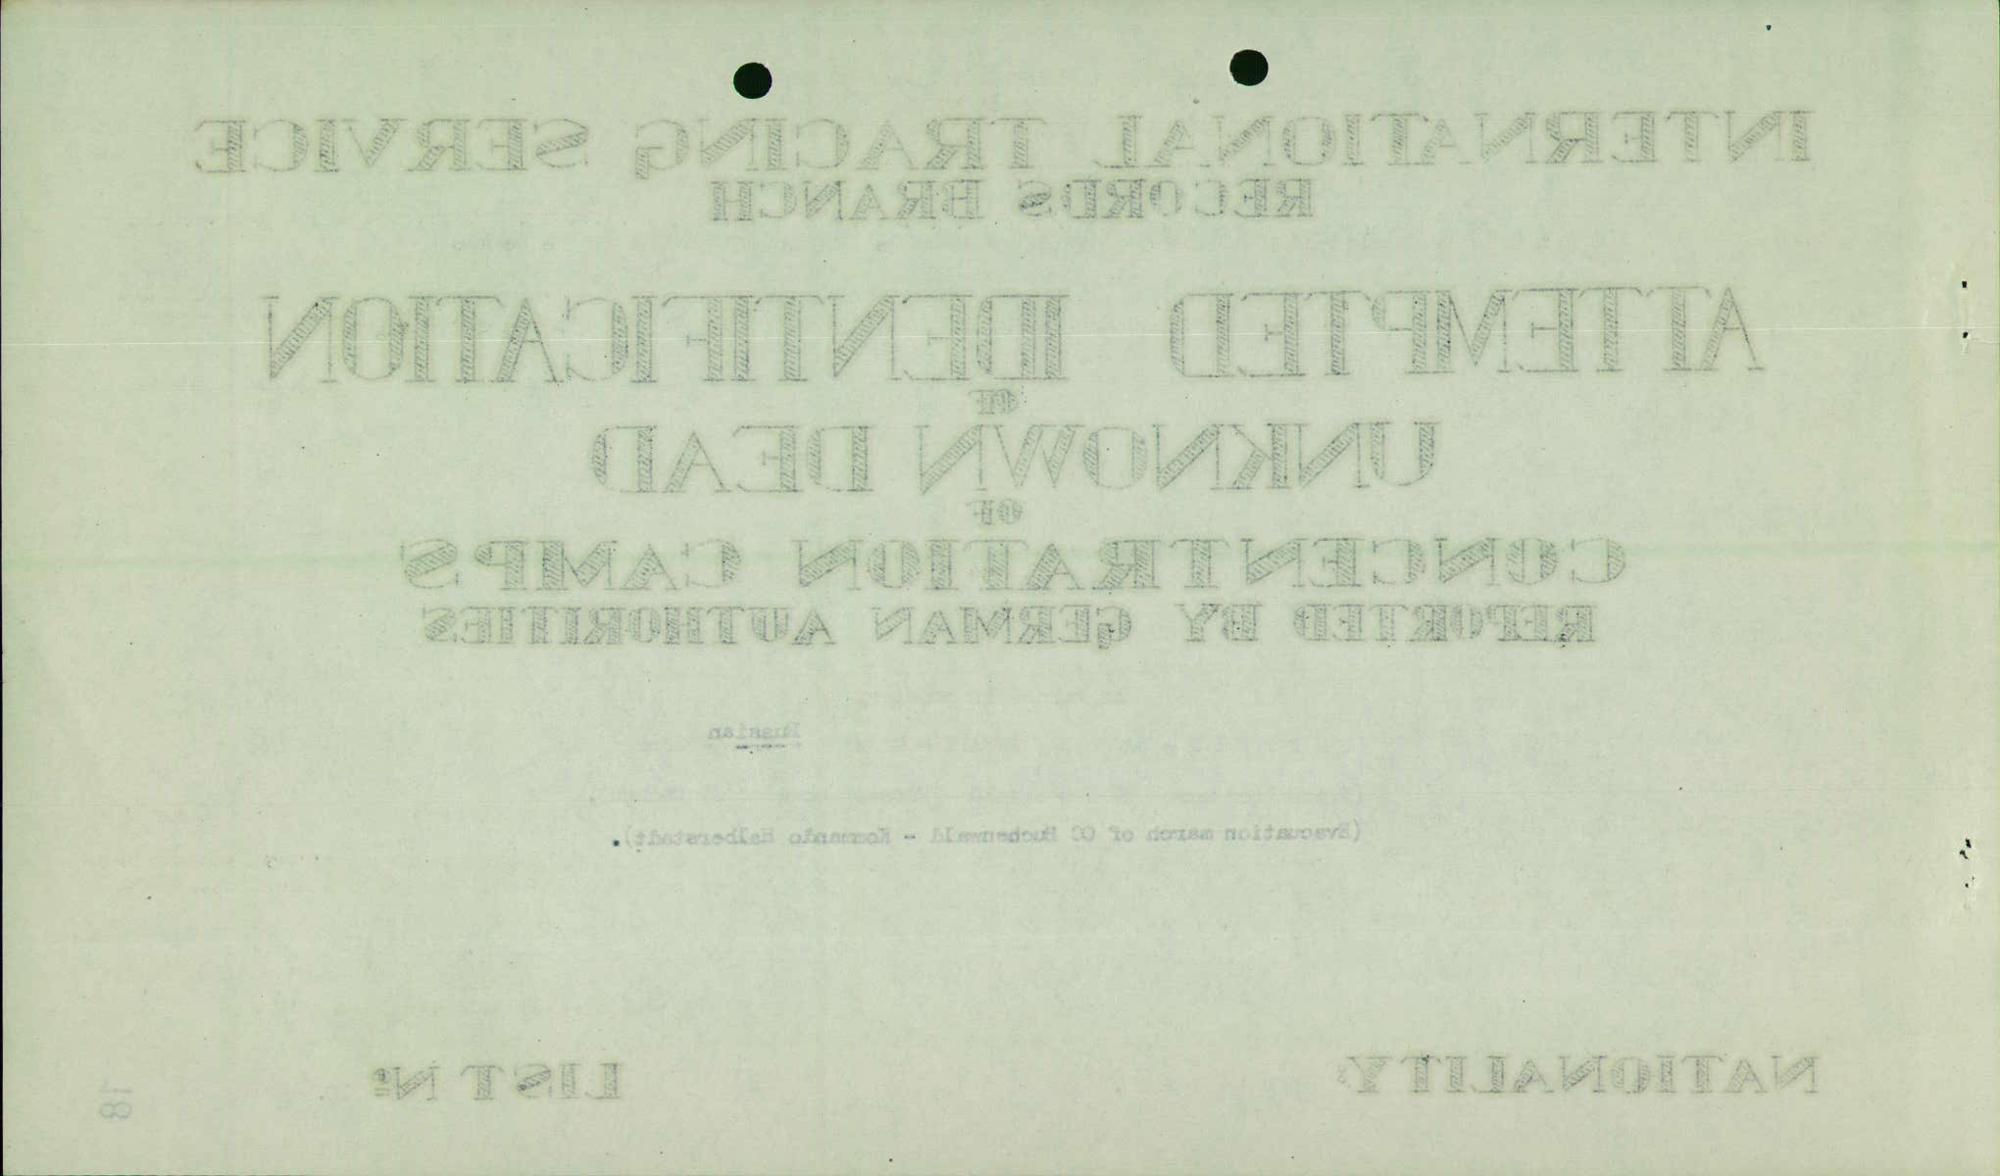 INTERNATIONAL TRACING SERVICE
RECORDS BRANCH
ATTEMPTED IDENTIFICATION
OF
UNKNOWN DEAD
OF
CONCENTRATION CAMPS
REPORTED BY GERMAN AUTHORITIES
Russian
(Evacuation march of CC Buchenwald - Kommando Halberstadt).
NATIONALITY LIST Nº
18